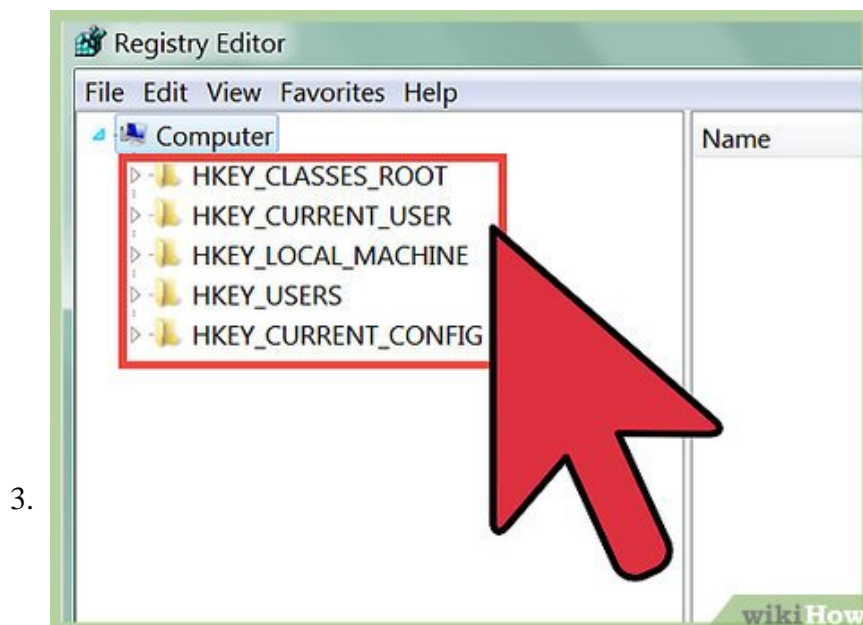 Registry Editor
File Edit View Favorites Help
Computer
Name
HKEY_CLASSES_ROOT
HKEY_CURRENT_USER
HKEY_LOCAL_MACHINE
HKEY_USERS
HKEY_CURRENT_CONFIG
3.
wikiHow